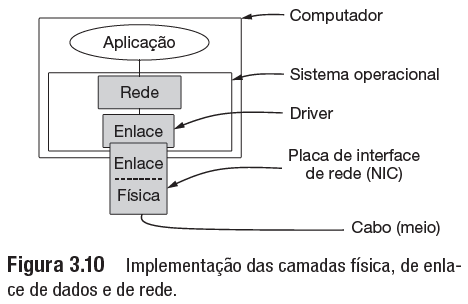 Computador
Aplicação
Sistema operacional
Rede
Driver
Enlace
Enlace
Placa de interface
de rede (NIC)
Física
Cabo (meio)
Figura 3.10 Implementação das camadas física, de enla-
ce de dados e de rede.